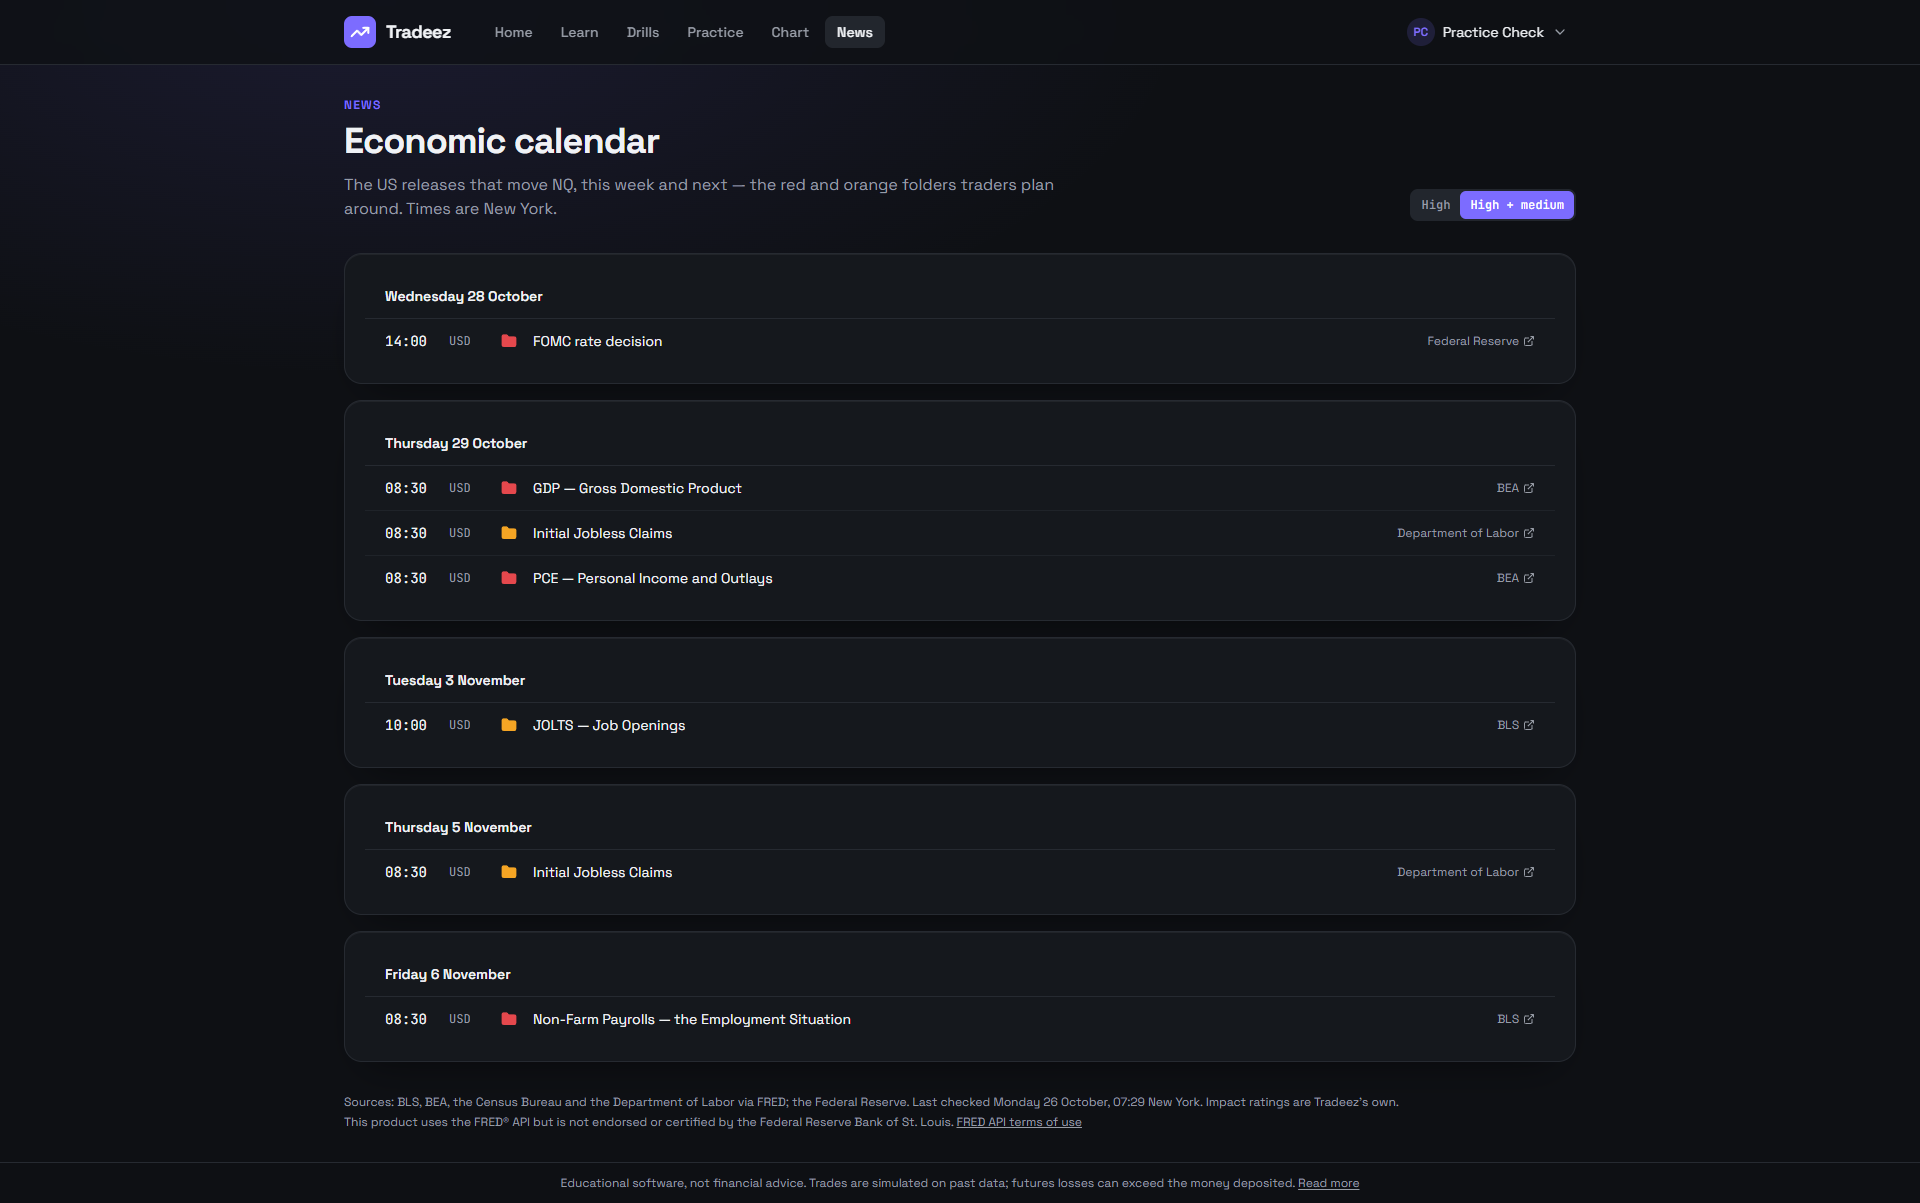 Tradeez
Home
Learn
Drills
Practice
Chart
News
PC
Practice Check
NEWS
Economic calendar
The US releases that move NQ, this week and next — the red and orange folders traders plan
around. Times are New York.
High
High + medium
Wednesday 28 October
14:00 USD FOMC rate decision Federal Reserve
Thursday 29 October
08:30 USD GDP — Gross Domestic Product BEA
08:30 USD Initial Jobless Claims Department of Labor
08:30 USD PCE — Personal Income and Outlays BEA
Tuesday 3 November
10:00 USD JOLTS — Job Openings BLS
Thursday 5 November
08:30 USD Initial Jobless Claims Department of Labor
Friday 6 November
08:30 USD Non-Farm Payrolls — the Employment Situation BLS
Sources: BLS, BEA, the Census Bureau and the Department of Labor via FRED; the Federal Reserve. Last checked Monday 26 October, 07:29 New York. Impact ratings are Tradeez's own.
This product uses the FRED® API but is not endorsed or certified by the Federal Reserve Bank of St. Louis. FRED API terms of use
Educational software, not financial advice. Trades are simulated on past data; futures losses can exceed the money deposited. Read more